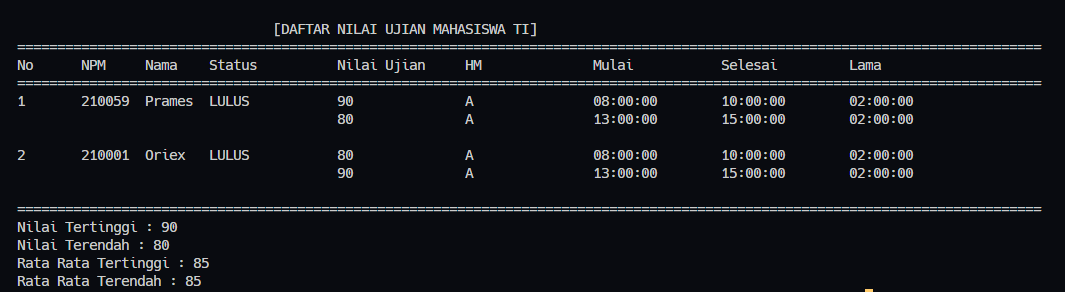 [DAFTAR NILAI UJIAN MAHASISWA TI]
================================================================================================================================
No NPM Nama Status Nilai Ujian HM Mulai Selesai Lama
================================================================================================================================
1 210059 Prames LULUS 90 A 08:00:00 10:00:00 02:00:00
80 A 13:00:00 15:00:00 02:00:00
2 210001 Oriex LULUS 80 A 08:00:00 10:00:00 02:00:00
90 A 13:00:00 15:00:00 02:00:00
================================================================================================================================
Nilai Tertinggi : 90
Nilai Terendah : 80
Rata Rata Tertinggi : 85
Rata Rata Terendah : 85